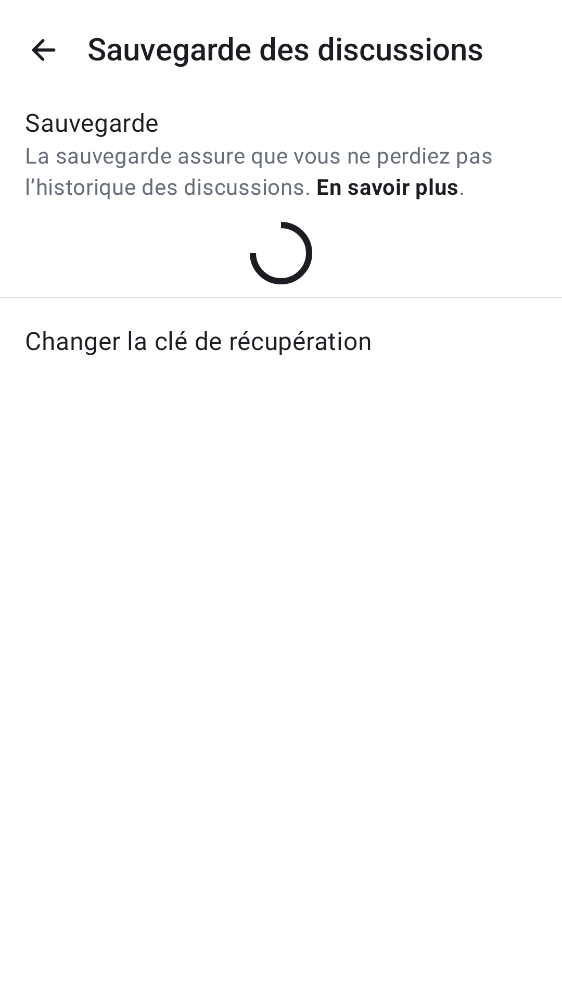 Sauvegarde des discussions
Sauvegarde
La sauvegarde assure que vous ne perdiez pas
l’historique des discussions. En savoir plus.
Changer la clé de récupération